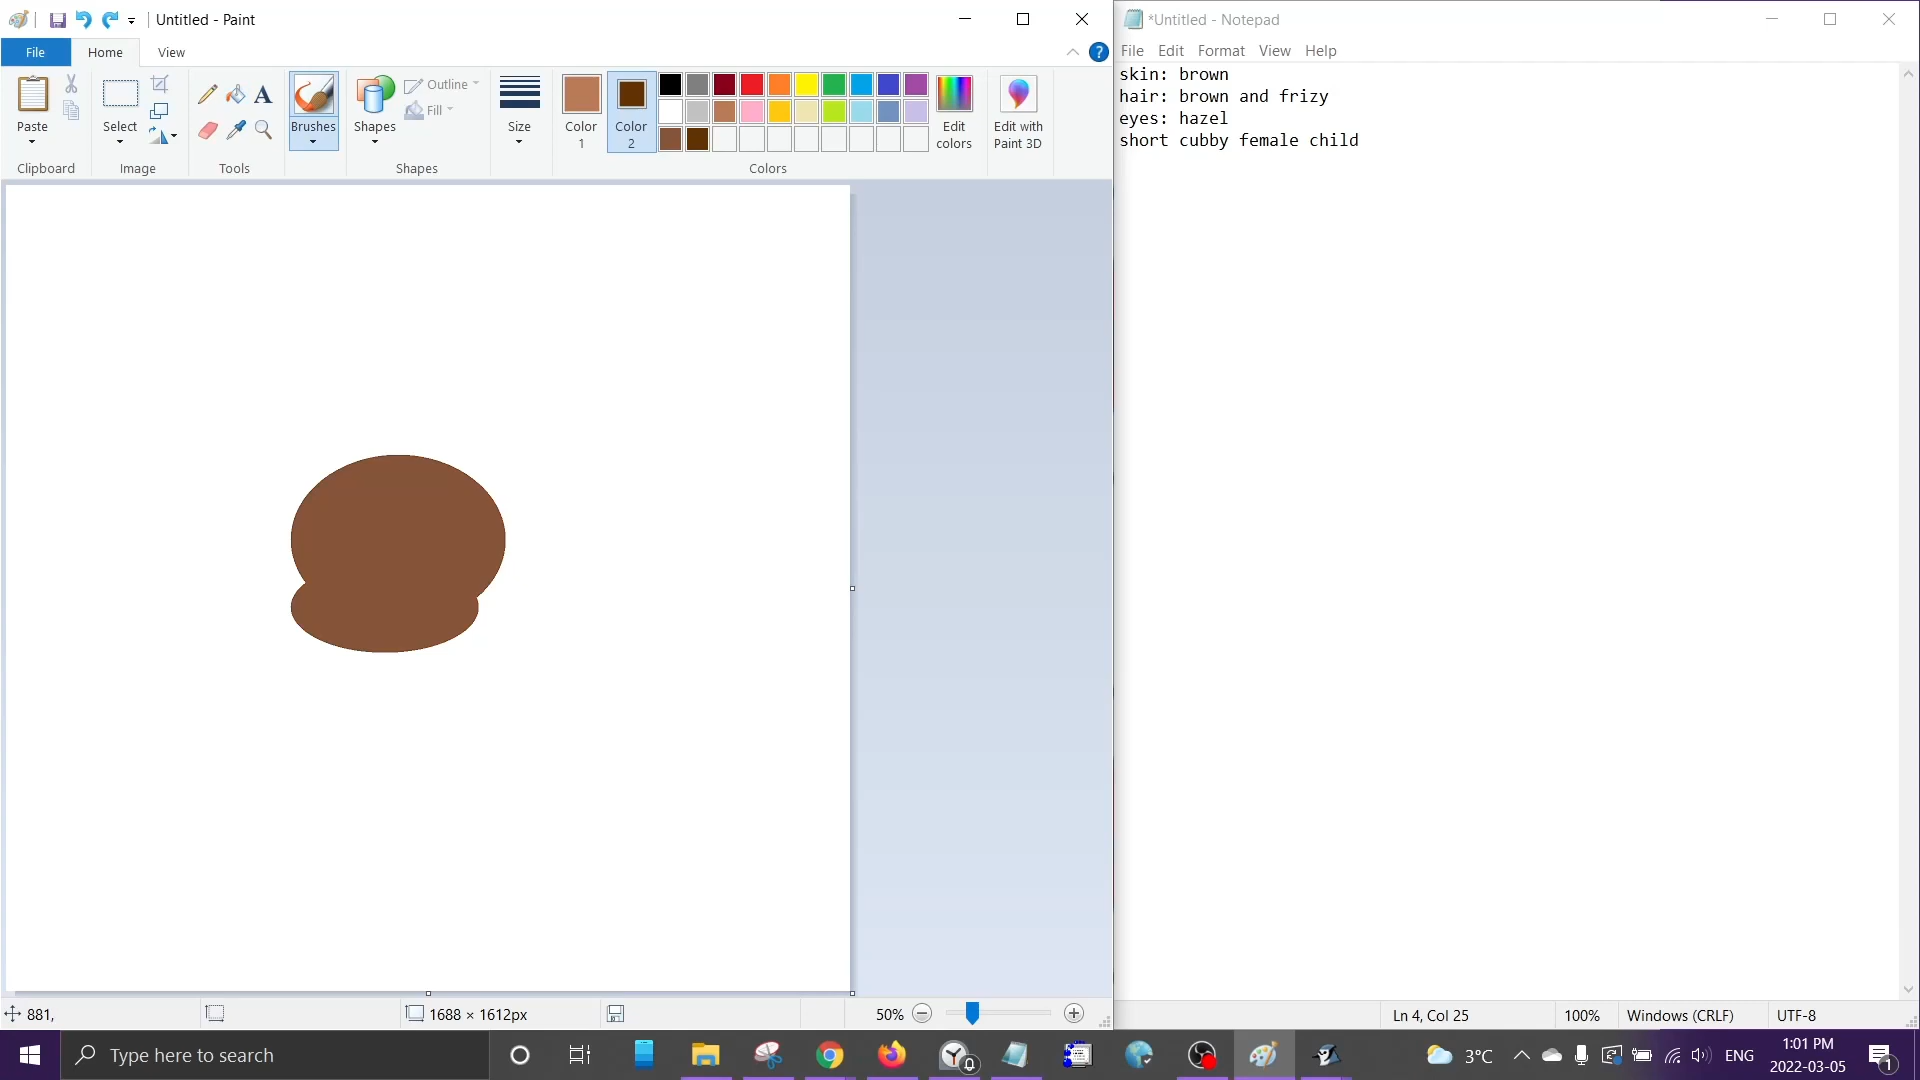 Untitled - Paint
File Home View
Paste
Select
Brushes
Shapes
Outline
Fill
Size
Color 1
Color 2
Edit colors
Edit with Paint 3D
Clipboard
Image
Tools
Shapes
Colors
881,
1688 × 1612px
50%
*Untitled - Notepad
File Edit Format View Help
skin: brown
hair: brown and frizy
eyes: hazel
short cubby female child
Ln 4, Col 25
100%
Windows (CRLF)
UTF-8
Type here to search
3°C
ENG
1:01 PM
2022-03-05
1